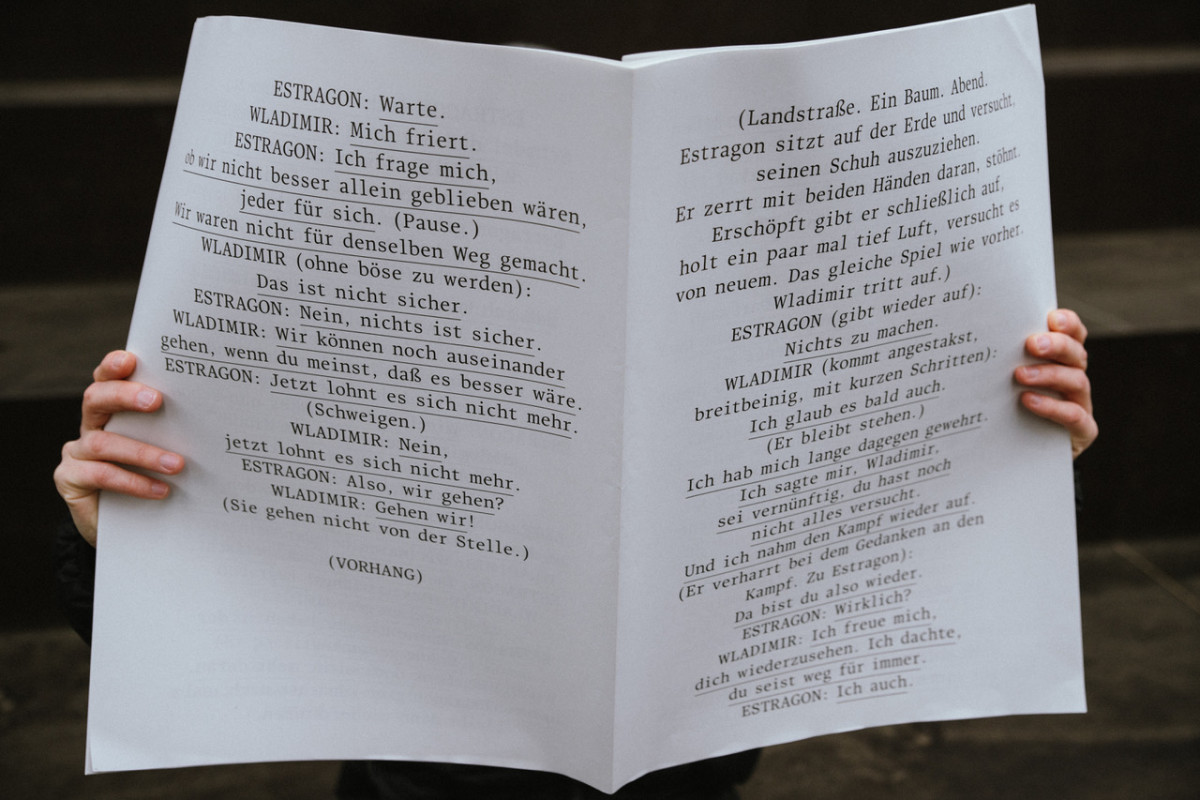 ESTRAGON: Warte.
WLADIMIR: Mich friert.
ESTRAGON: Ich frage mich,
ob wir nicht besser allein geblieben wären,
jeder für sich. (Pause.)
Wir waren nicht für denselben Weg gemacht.
WLADIMIR (ohne böse zu werden):
Das ist nicht sicher.
ESTRAGON: Nein, nichts ist sicher.
WLADIMIR: Wir können noch auseinander
gehen, wenn du meinst, daß es besser wäre.
ESTRAGON: Jetzt lohnt es sich nicht mehr.
(Schweigen.)
WLADIMIR: Nein,
jetzt lohnt es sich nicht mehr.
ESTRAGON: Also, wir gehen?
WLADIMIR: Gehen wir!
(Sie gehen nicht von der Stelle.)
(VORHANG)
(Landstraße. Ein Baum. Abend.
Estragon sitzt auf der Erde und versucht,
seinen Schuh auszuziehen.
Er zerrt mit beiden Händen daran, stöhnt.
Erschöpft gibt er schließlich auf,
holt ein paar mal tief Luft, versucht es
von neuem. Das gleiche Spiel wie vorher.
Wladimir tritt auf.)
ESTRAGON (gibt wieder auf):
Nichts zu machen.
WLADIMIR (kommt angestakst,
breitbeinig, mit kurzen Schritten):
Ich glaub es bald auch.
(Er bleibt stehen.)
Ich hab mich lange dagegen gewehrt.
Ich sagte mir, Wladimir,
sei vernünftig, du hast noch
nicht alles versucht.
Und ich nahm den Kampf wieder auf.
(Er verharrt bei dem Gedanken an den
Kampf. Zu Estragon):
Da bist du also wieder.
ESTRAGON: Wirklich?
WLADIMIR: Ich freue mich,
dich wiederzusehen. Ich dachte,
du seist weg für immer.
ESTRAGON: Ich auch.